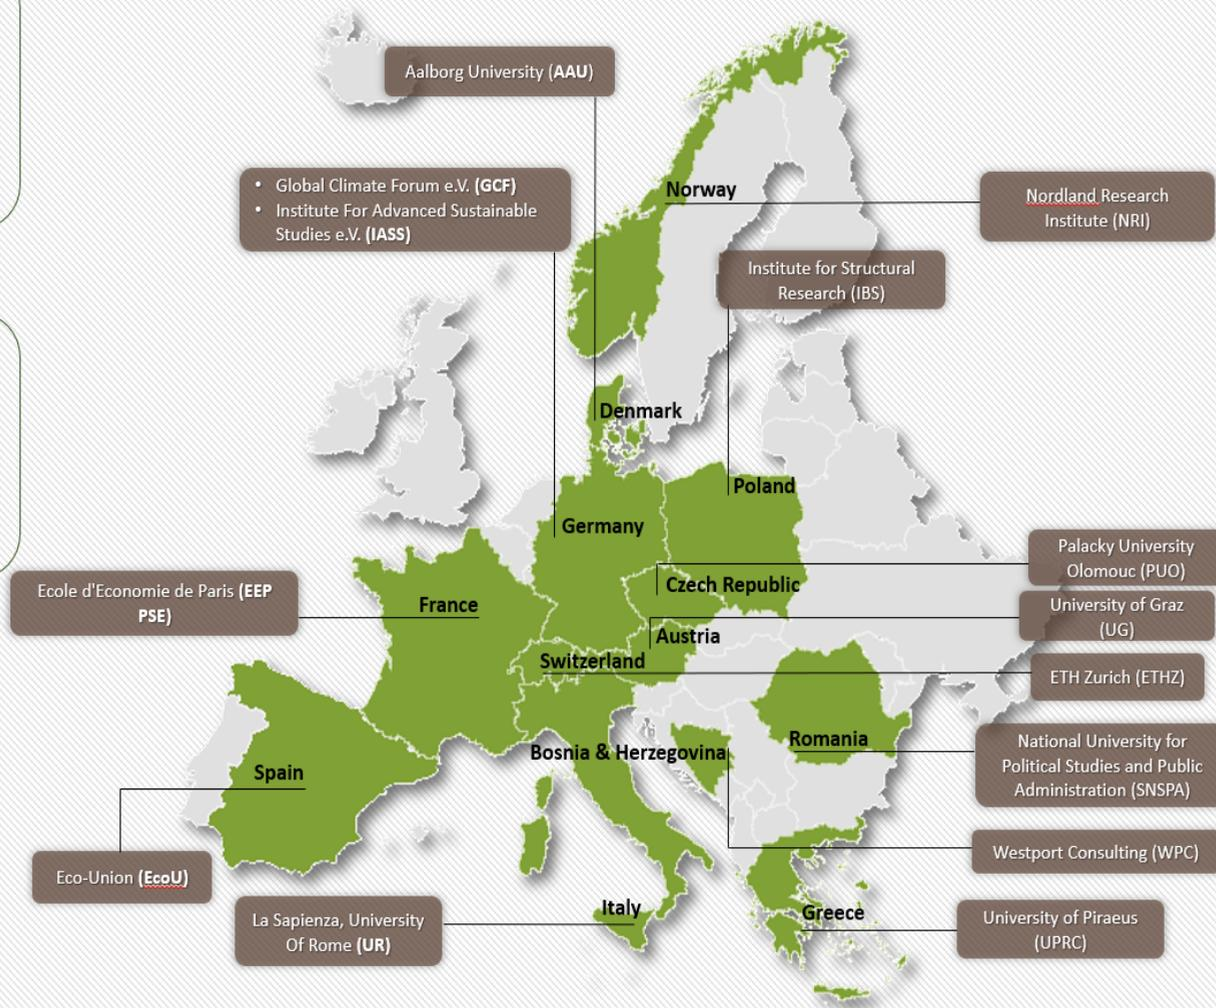 Aalborg University (AAU)
• Global Climate Forum e.V. (GCF)
• Institute For Advanced Sustainable
Studies e.V. (IASS)
Norway
Nordland Research
Institute (NRI)
Institute for Structural
Research (IBS)
Denmark
Poland
Germany
Palacky University
Olomouc (PUO)
Czech Republic
Ecole d'Economie de Paris (EEP
PSE)
France
University of Graz
(UG)
Austria
Switzerland
ETH Zurich (ETHZ)
Romania
Bosnia & Herzegovina
National University for
Political Studies and Public
Administration (SNSPA)
Spain
Westport Consulting (WPC)
Eco-Union (EcoU)
Italy
Greece
La Sapienza, University
Of Rome (UR)
University of Piraeus
(UPRC)